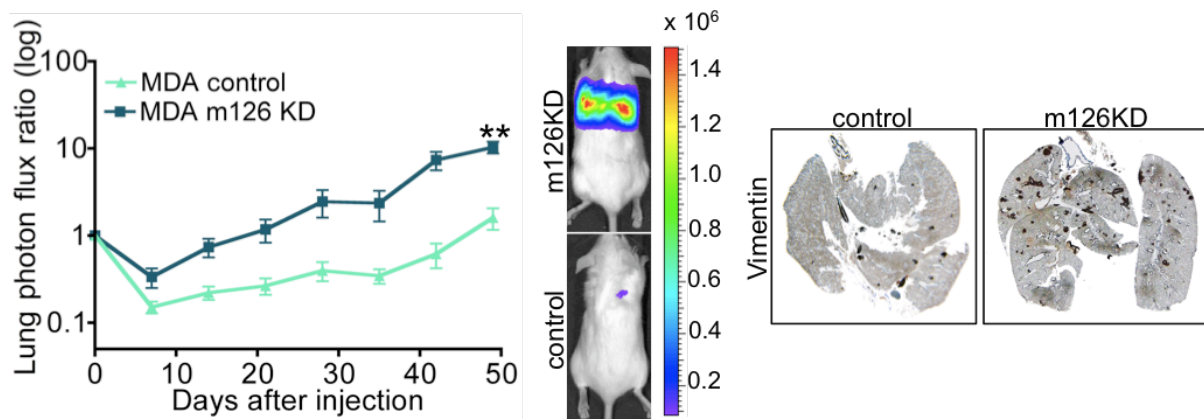 Lung photon flux ratio (log)
100
10
1
0.1
MDA control
MDA m126 KD
**
0
10
20
30
40
50
Days after injection
m126KD
control
x 10⁶
1.4
1.2
1.0
0.8
0.6
0.4
0.2
control
m126KD
Vimentin